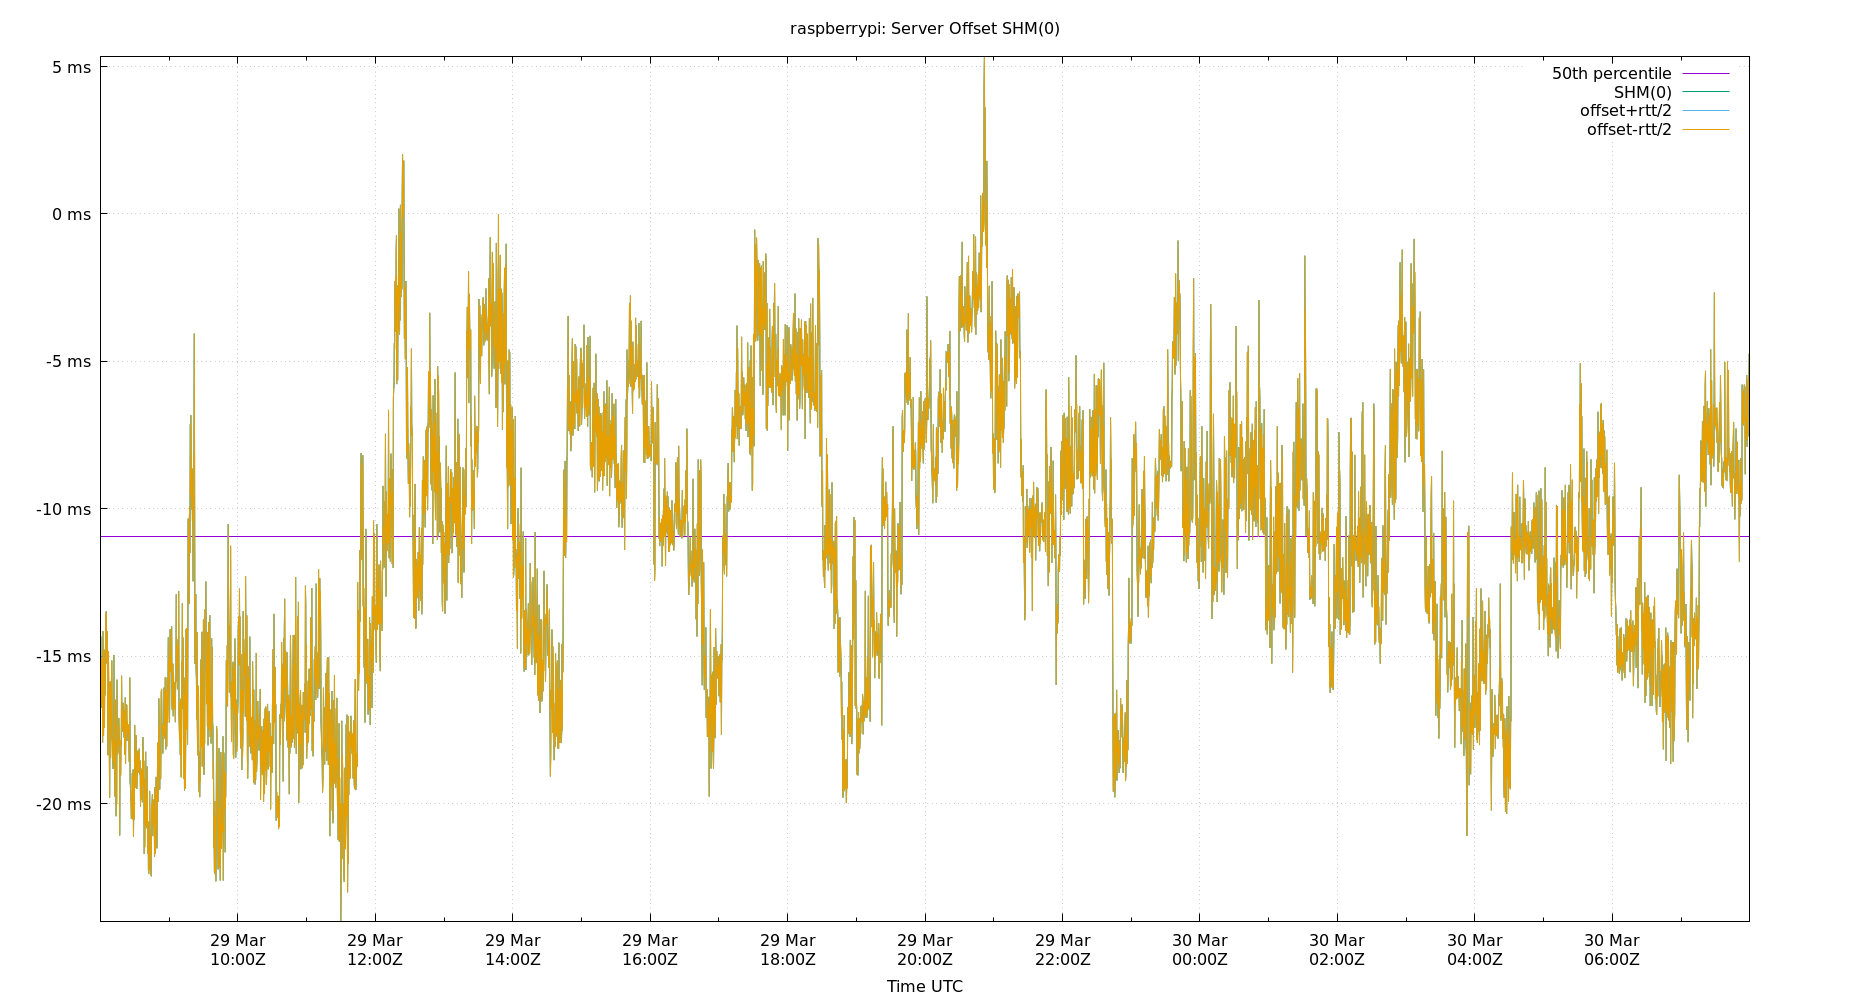 raspberrypi: Server Offset SHM(0)
5 ms
0 ms
-5 ms
-10 ms
-15 ms
-20 ms
50th percentile
SHM(0)
offset+rtt/2
offset-rtt/2
29 Mar
10:00Z
29 Mar
12:00Z
29 Mar
14:00Z
29 Mar
16:00Z
29 Mar
18:00Z
29 Mar
20:00Z
29 Mar
22:00Z
30 Mar
00:00Z
30 Mar
02:00Z
30 Mar
04:00Z
30 Mar
06:00Z
Time UTC